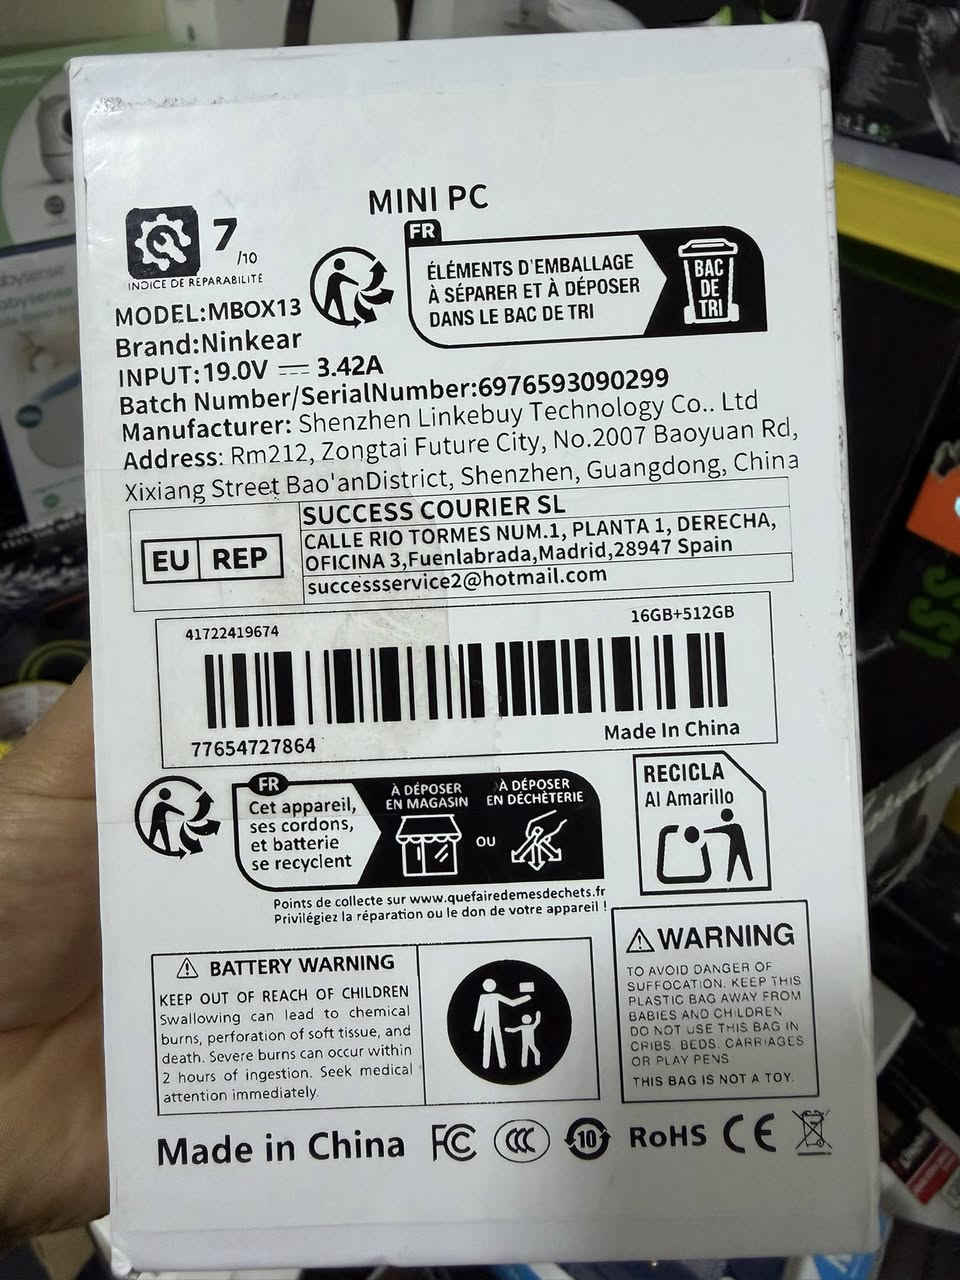 MINI PC
7/10
INDICE DE RÉPARABILITÉ
FR
ÉLÉMENTS D'EMBALLAGE
À SÉPARER ET À DÉPOSER
DANS LE BAC DE TRI
BAC
DE
TRI
MODEL:MBOX13
Brand:Ninkear
INPUT:19.0V ⎓ 3.42A
Batch Number/SerialNumber:6976593090299
Manufacturer: Shenzhen Linkebuy Technology Co.. Ltd
Address: Rm212, Zongtai Future City, No.2007 Baoyuan Rd,
Xixiang Street Bao'anDistrict, Shenzhen, Guangdong, China
EU REP
SUCCESS COURIER SL
CALLE RIO TORMES NUM.1, PLANTA 1, DERECHA,
OFICINA 3,Fuenlabrada,Madrid,28947 Spain
successservice2@hotmail.com
41722419674
16GB+512GB
77654727864
Made In China
FR
Cet appareil,
ses cordons,
et batterie
se recyclent
À DÉPOSER
EN MAGASIN
OU
À DÉPOSER
EN DÉCHÈTERIE
Points de collecte sur www.quefairedemesdechets.fr
Privilégiez la réparation ou le don de votre appareil !
RECICLA
Al Amarillo
⚠ BATTERY WARNING
KEEP OUT OF REACH OF CHILDREN
Swallowing can lead to chemical
burns, perforation of soft tissue, and
death. Severe burns can occur within
2 hours of ingestion. Seek medical
attention immediately.
⚠ WARNING
TO AVOID DANGER OF
SUFFOCATION. KEEP THIS
PLASTIC BAG AWAY FROM
BABIES AND CHILDREN
DO NOT USE THIS BAG IN
CRIBS. BEDS. CARRIAGES
OR PLAY PENS
THIS BAG IS NOT A TOY.
Made in China FC CCC 10 RoHS CE